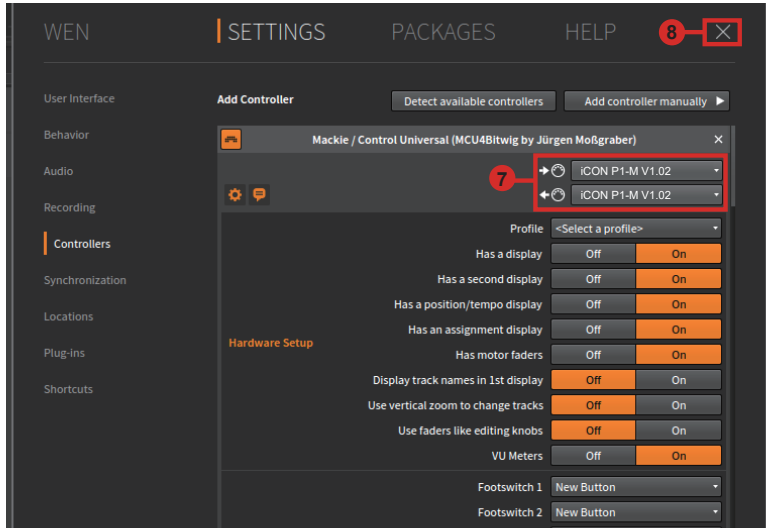 WEN SETTINGS PACKAGES HELP 8
User Interface
Behavior
Audio
Recording
Controllers
Synchronization
Locations
Plug-ins
Shortcuts
Add Controller Detect available controllers Add controller manually
Mackie / Control Universal (MCU4Bitwig by Jürgen Moßgraber)
7
iCON P1-M V1.02
iCON P1-M V1.02
Hardware Setup
Profile <Select a profile>
Has a display Off On
Has a second display Off On
Has a position/tempo display Off On
Has an assignment display Off On
Has motor faders Off On
Display track names in 1st display Off On
Use vertical zoom to change tracks Off On
Use faders like editing knobs Off On
VU Meters Off On
Footswitch 1 New Button
Footswitch 2 New Button